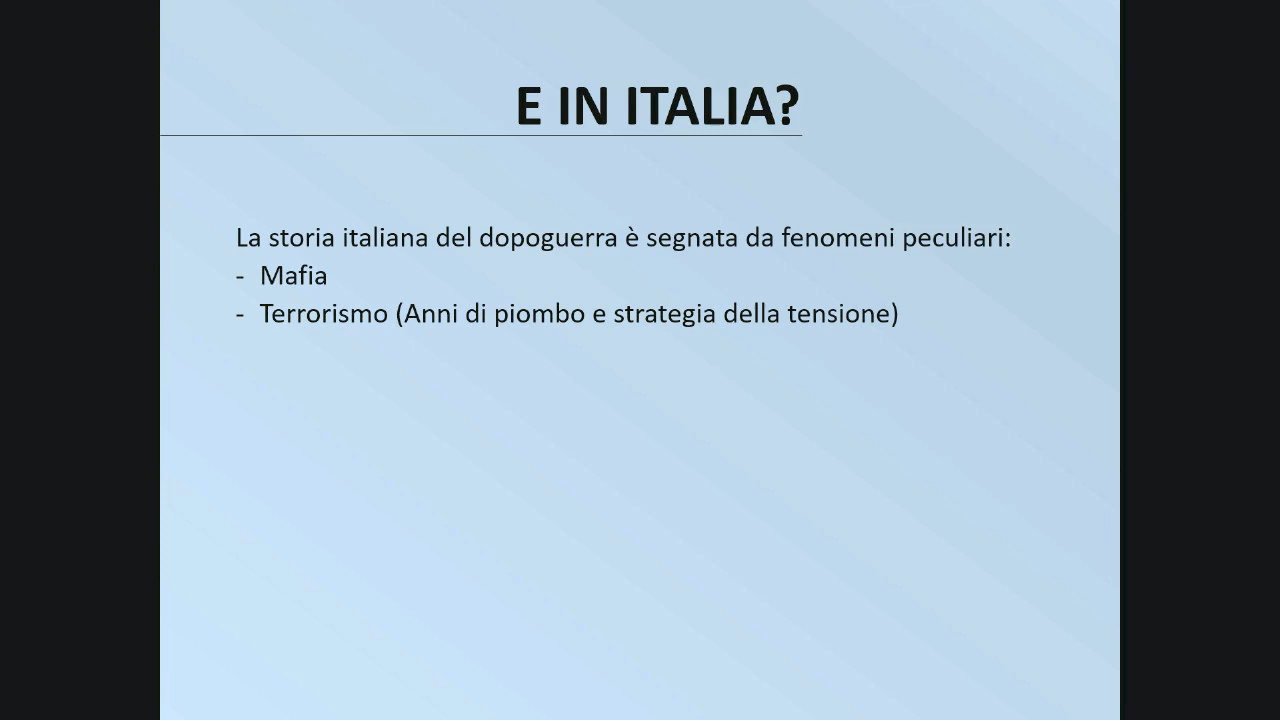 E IN ITALIA?
La storia italiana del dopoguerra è segnata da fenomeni peculiari:
- Mafia
- Terrorismo (Anni di piombo e strategia della tensione)